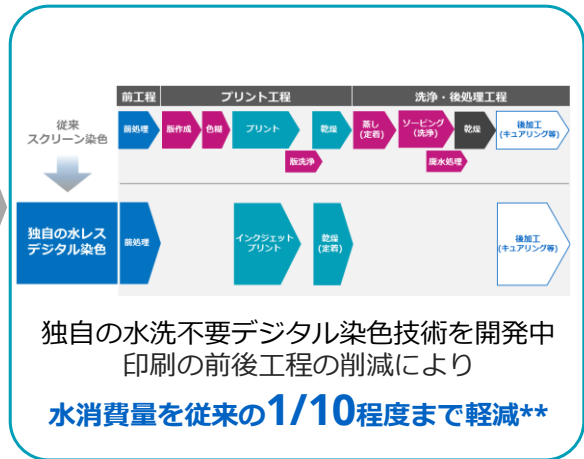 前工程 プリント工程 洗浄・後処理工程
従来
スクリーン染色
前処理 版作成 色糊 プリント 乾燥 蒸し
(定着) ソーピング
(洗浄) 乾燥 後加工
(キュアリング等)
版洗浄 廃水処理
独自の水レス
デジタル染色
前処理 インクジェット
プリント 乾燥
(定着) 後加工
(キュアリング等)
独自の水洗不要デジタル染色技術を開発中
印刷の前後工程の削減により
水消費量を従来の1/10程度まで軽減**